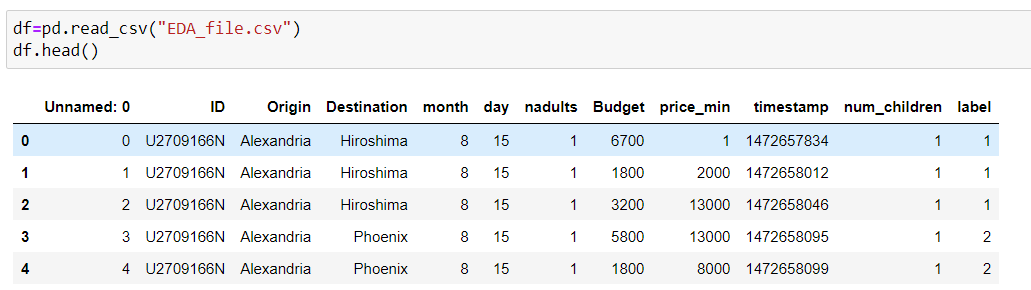 df=pd.read_csv("EDA_file.csv")
df.head()
Unnamed: 0 ID Origin Destination month day nadults Budget price_min timestamp num_children label
0 0 U2709166N Alexandria Hiroshima 8 15 1 6700 1 1472657834 1 1
1 1 U2709166N Alexandria Hiroshima 8 15 1 1800 2000 1472658012 1 1
2 2 U2709166N Alexandria Hiroshima 8 15 1 3200 13000 1472658046 1 1
3 3 U2709166N Alexandria Phoenix 8 15 1 5800 13000 1472658095 1 2
4 4 U2709166N Alexandria Phoenix 8 15 1 1800 8000 1472658099 1 2